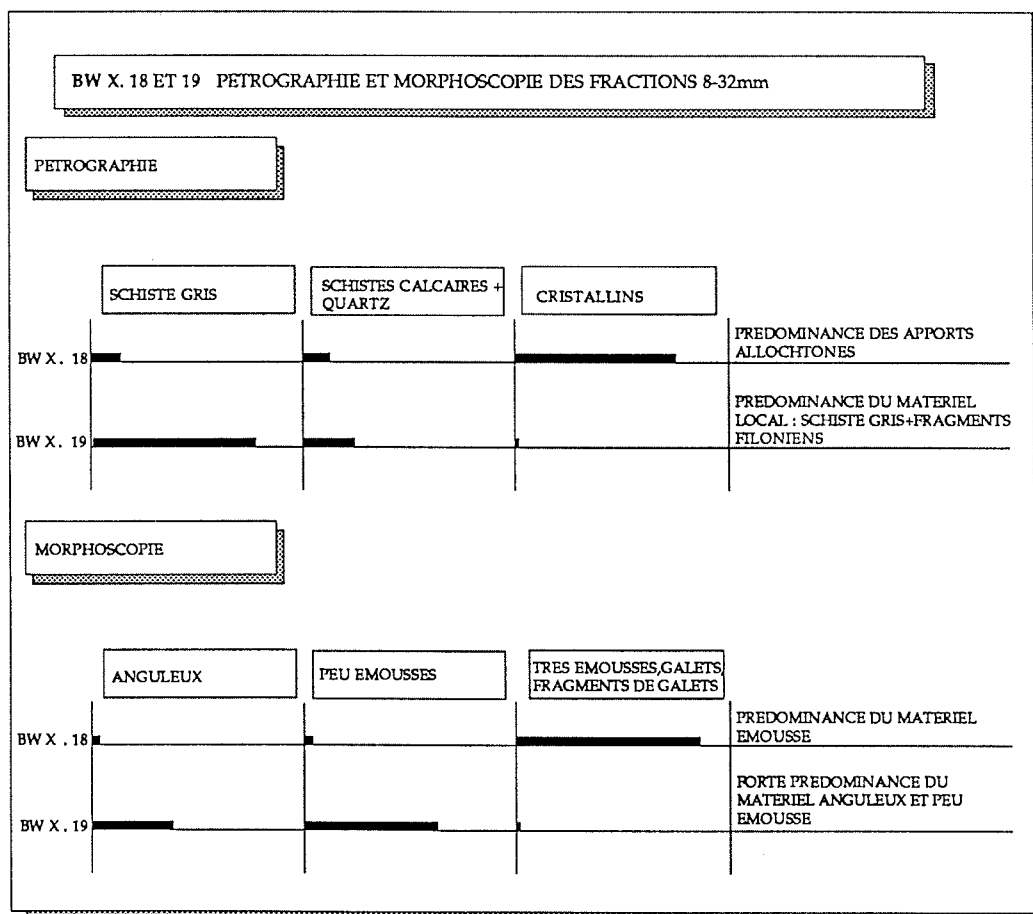 BW X. 18 ET 19 PETROGRAPHIE ET MORPHOSCOPIE DES FRACTIONS 8-32mm
PETROGRAPHIE
SCHISTE GRIS
SCHISTES CALCAIRES +
QUARTZ
CRISTALLINS
BW X. 18
PREDOMINANCE DES APPORTS
ALLOCHTONES
BW X. 19
PREDOMINANCE DU MATERIEL
LOCAL : SCHISTE GRIS+FRAGMENTS
FILONIENS
MORPHOSCOPIE
ANGULEUX
PEU EMOUSSES
TRES EMOUSSES,GALETS,
FRAGMENTS DE GALETS
BW X . 18
PREDOMINANCE DU MATERIEL
EMOUSSE
BW X. 19
FORTE PREDOMINANCE DU
MATERIEL ANGULEUX ET PEU
EMOUSSE